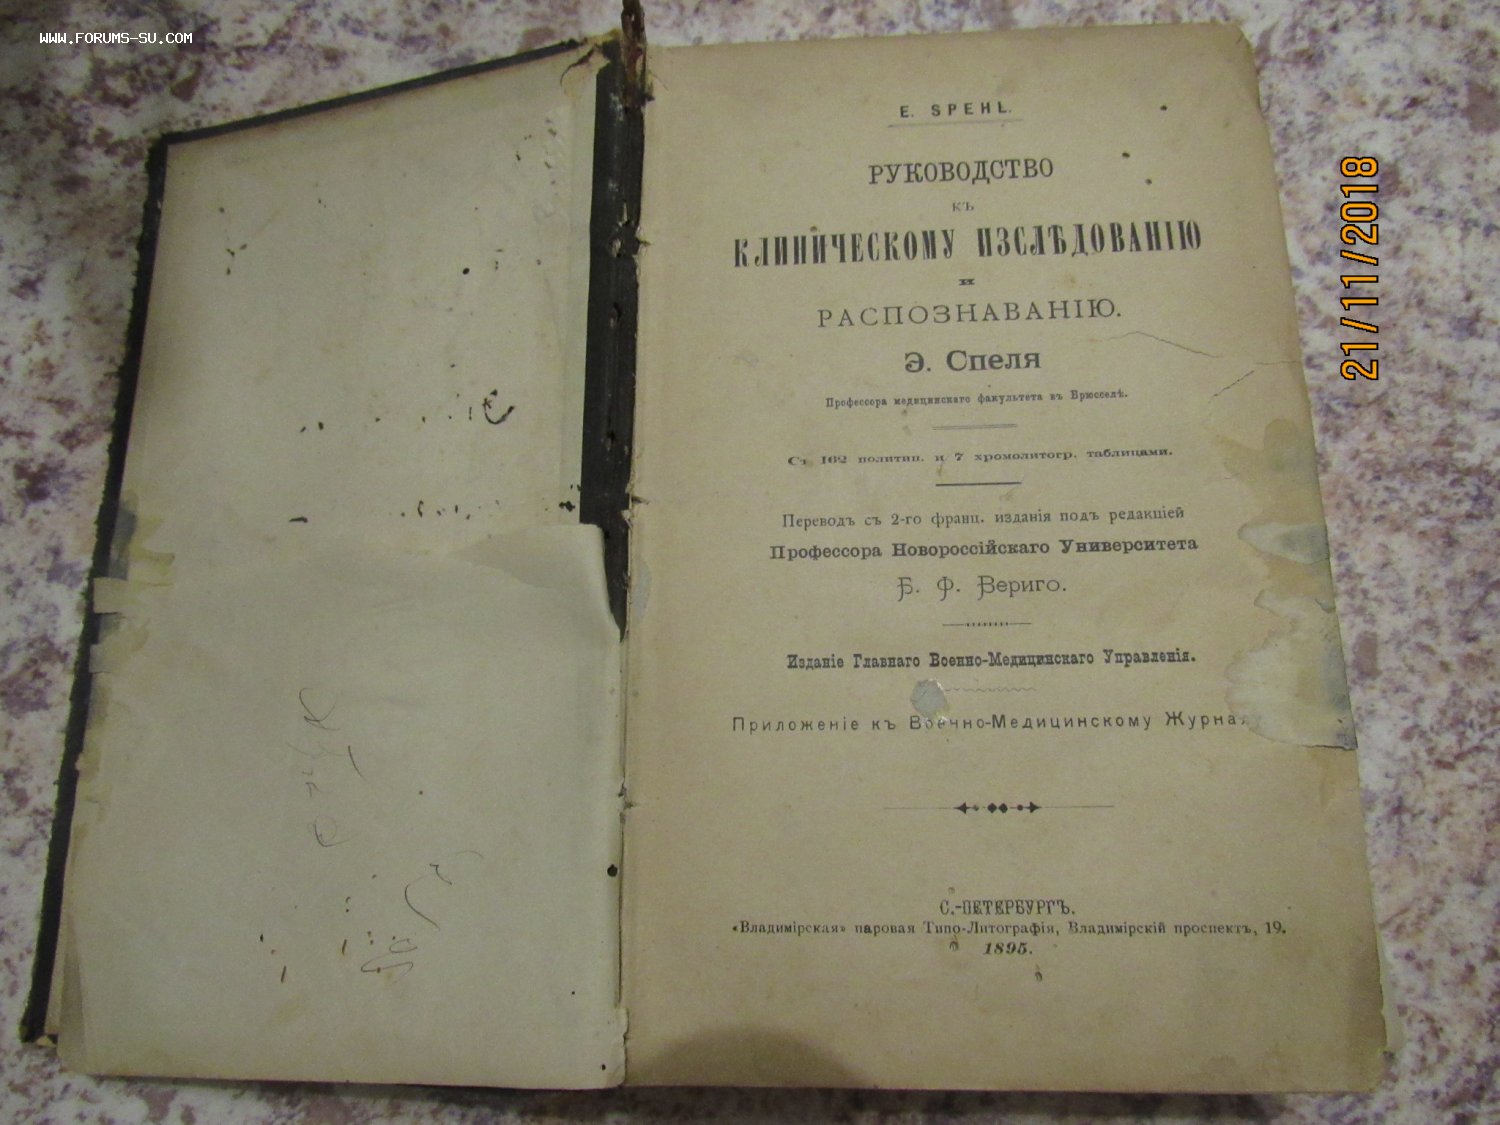 WWW.FORUMS-SU.COM
E. SPEHL.
РУКОВОДСТВО
КЪ
КЛИНИЧЕСКОМУ ИЗСЛѢДОВАНІЮ
И
РАСПОЗНАВАНІЮ.
Э. Спеля
Профессора медицинскаго факультета въ Брюсселѣ.
Съ 162 политип. и 7 хромолитогр. таблицами.
Переводъ съ 2-го франц. изданія подъ редакціей
Профессора Новороссійскаго Университета
Б. Ф. Вериго.
Изданіе Главнаго Военно-Медицинскаго Управленія.
Приложеніе къ Военно-Медицинскому Журнал
С.-ПЕТЕРБУРГЪ.
«Владимірская» паровая Типо-Литографія, Владимірскій проспектъ, 19.
1895.
21/11/2018